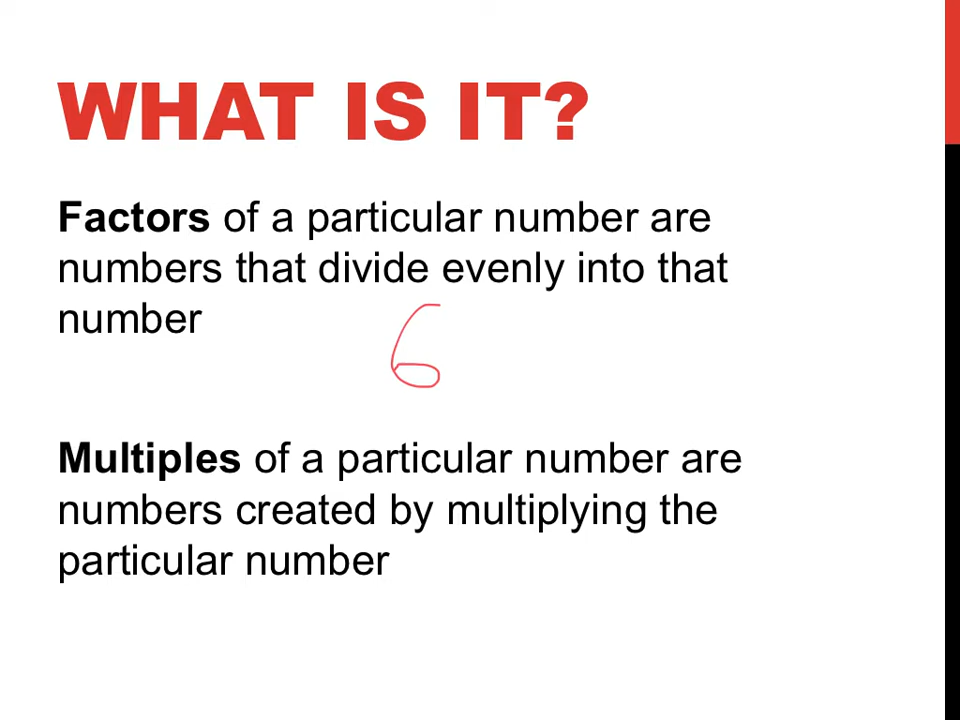 WHAT IS IT?
Factors of a particular number are
numbers that divide evenly into that
number
6
Multiples of a particular number are
numbers created by multiplying the
particular number